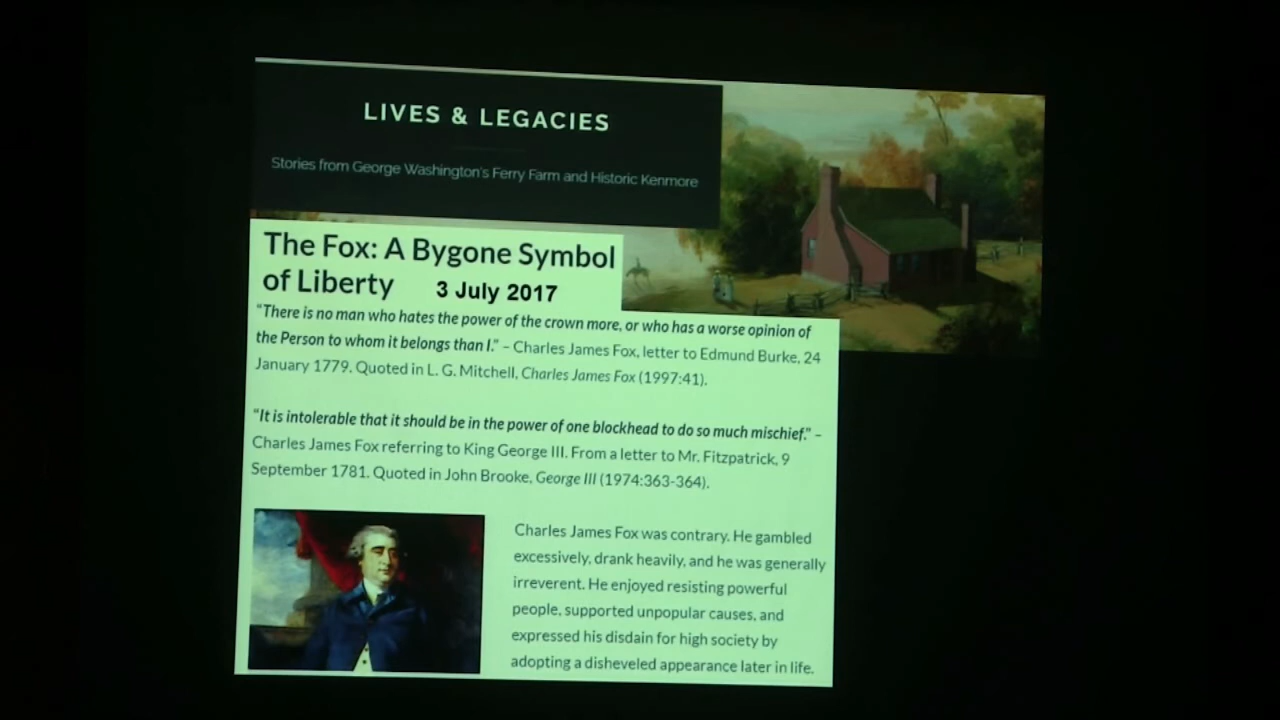 LIVES & LEGACIES
Stories from George Washington's Ferry Farm and Historic Kenmore
The Fox: A Bygone Symbol
of Liberty 3 July 2017
"There is no man who hates the power of the crown more, or who has a worse opinion of
the Person to whom it belongs than I." – Charles James Fox, letter to Edmund Burke, 24
January 1779. Quoted in L. G. Mitchell, Charles James Fox (1997:41).
"It is intolerable that it should be in the power of one blockhead to do so much mischief." –
Charles James Fox referring to King George III. From a letter to Mr. Fitzpatrick, 9
September 1781. Quoted in John Brooke, George III (1974:363-364).
Charles James Fox was contrary. He gambled
excessively, drank heavily, and he was generally
irreverent. He enjoyed resisting powerful
people, supported unpopular causes, and
expressed his disdain for high society by
adopting a disheveled appearance later in life.